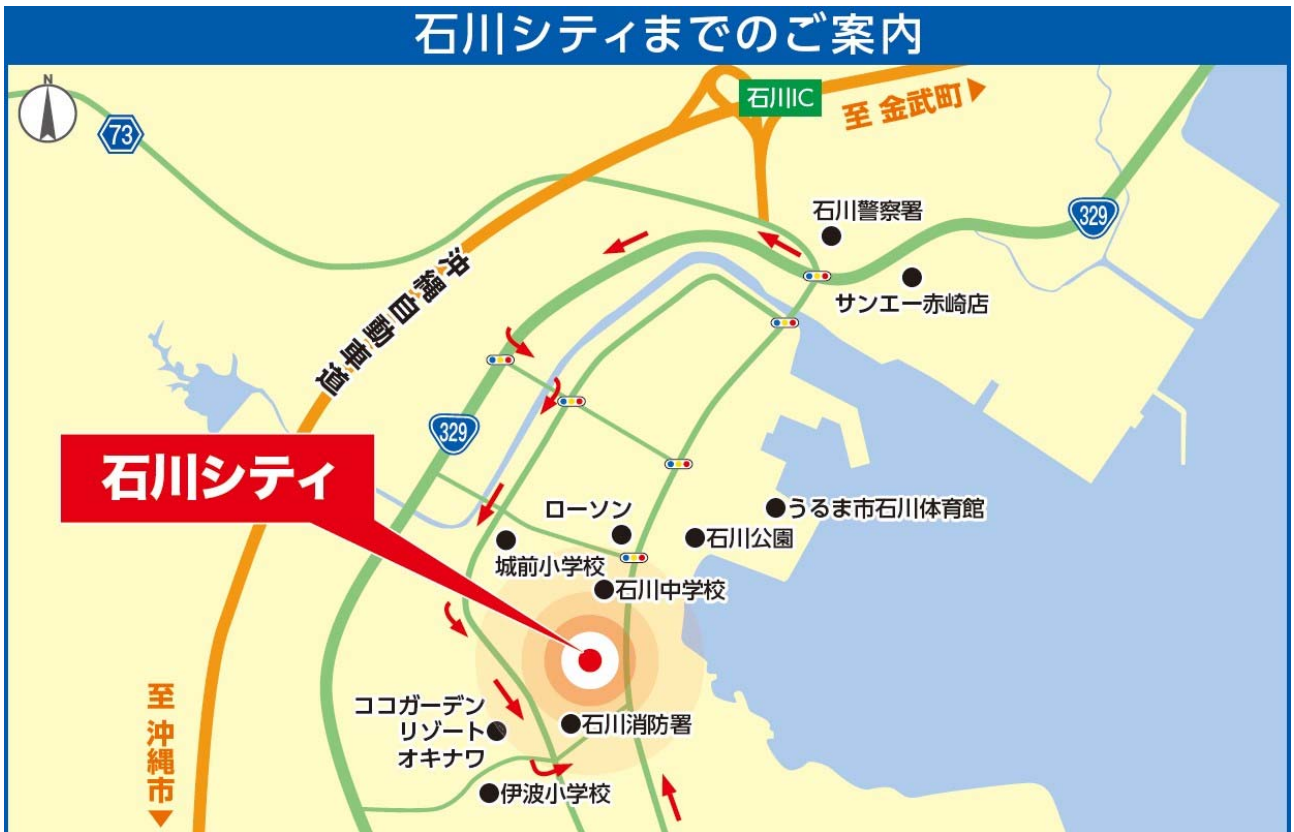 石川シティまでのご案内
N
73
石川IC
至 金武町
石川警察署
329
サンエー赤崎店
沖縄自動車道
329
石川シティ
ローソン
うるま市石川体育館
石川公園
城前小学校
石川中学校
至 沖縄市
ココガーデン
リゾート
オキナワ
石川消防署
伊波小学校